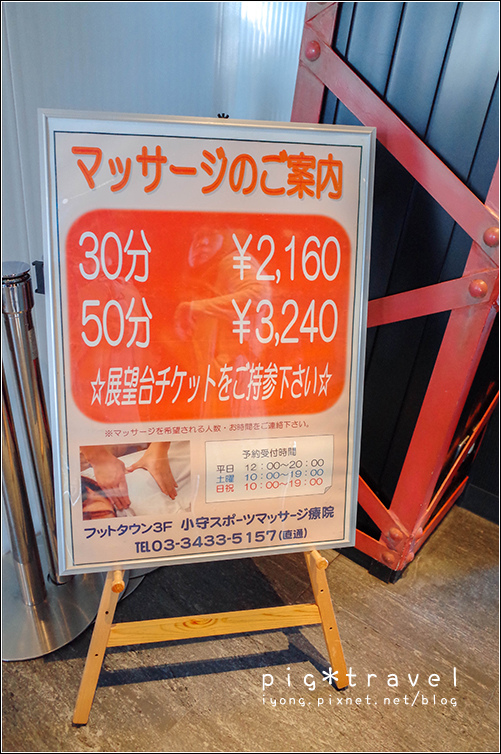 マッサージのご案内
30分 ¥2,160
50分 ¥3,240
☆展望台チケットをご持参下さい☆
※マッサージを希望される人数・お時間をご連絡下さい。
予約受付時間
平日 12:00～20:00
土曜 10:00～19:00
日祝 10:00～19:00
フットタウン3F 小守スポーツマッサージ療院
TEL03-3433-5157(直通)
pig*travel
iyong.pixnet.net/blog